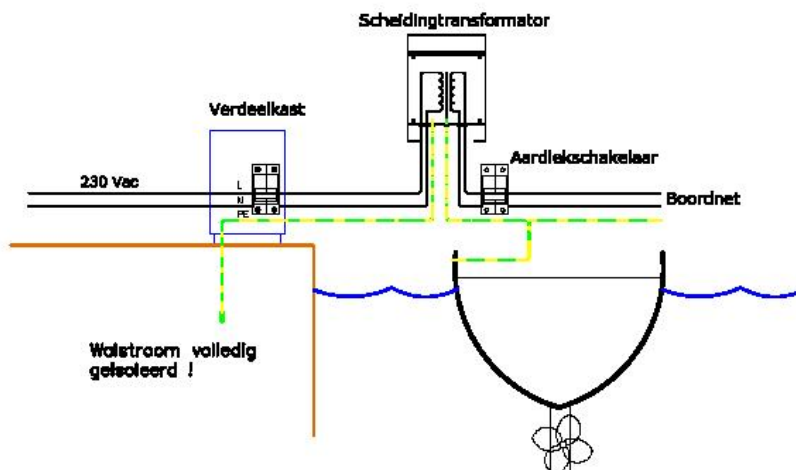 Scheidingtransformator
Verdeelkast
Aardlekschakelaar
230 Vac
L
N
PE
Boordnet
Walstroom volledig
geïsoleerd !